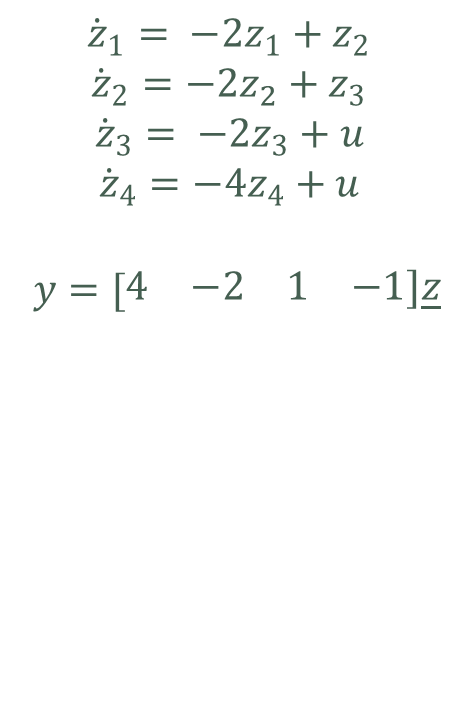 ż₁ = −2z₁ + z₂
ż₂ = −2z₂ + z₃
ż₃ = −2z₃ + u
ż₄ = −4z₄ + u
y = [4 −2 1 −1]z̲